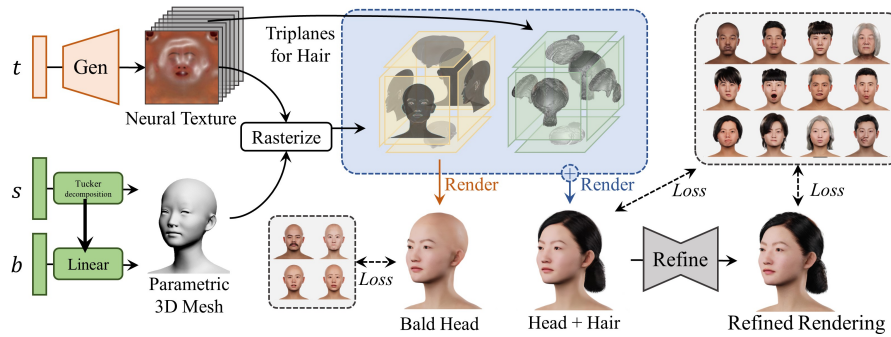 t
Gen
Neural Texture
Triplanes
for Hair
Rasterize
s
Tucker
decomposition
b
Linear
Parametric
3D Mesh
Render
Render
Loss
Loss
Loss
Bald Head
Head + Hair
Refine
Refined Rendering